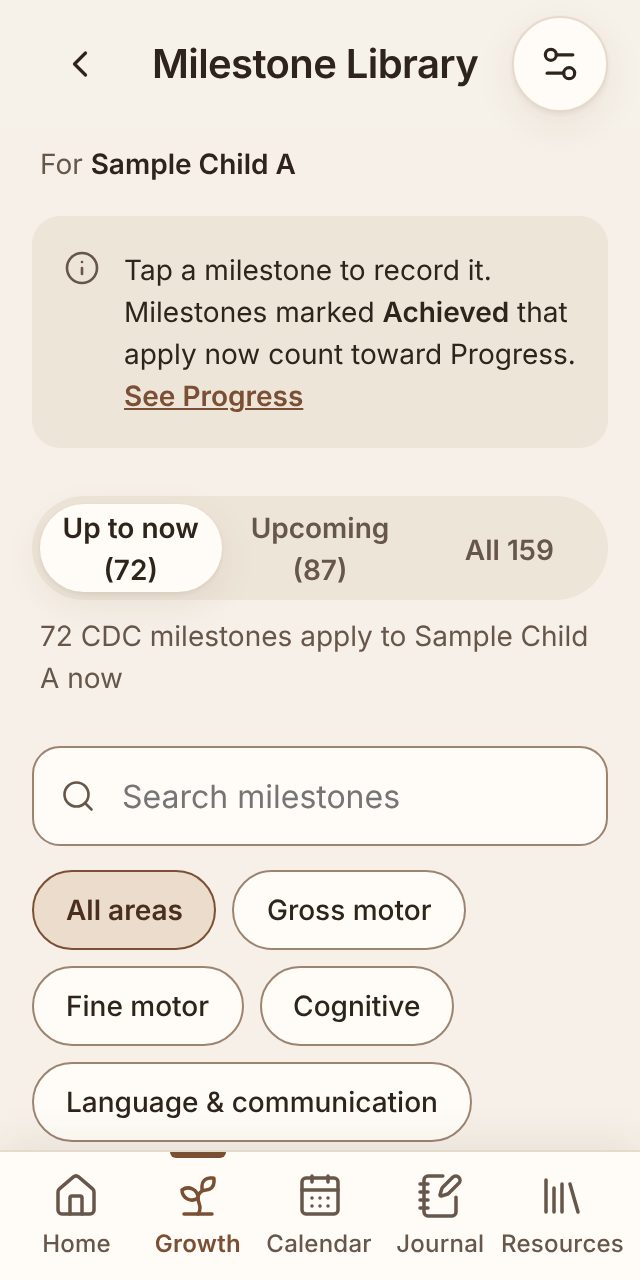 Milestone Library
For Sample Child A
Tap a milestone to record it.
Milestones marked Achieved that
apply now count toward Progress.
See Progress
Up to now
(72)
Upcoming
(87)
All 159
72 CDC milestones apply to Sample Child
A now
Search milestones
All areas
Gross motor
Fine motor
Cognitive
Language & communication
Home
Growth
Calendar
Journal
Resources